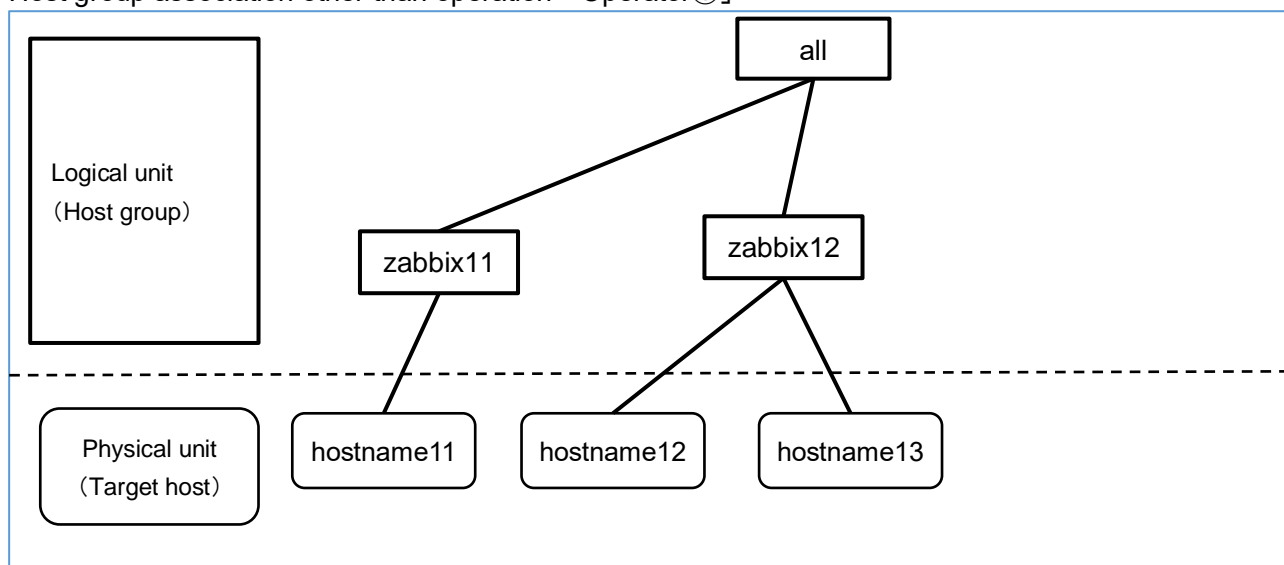 all
Logical unit
（Host group）
zabbix11
zabbix12
Physical unit
（Target host）
hostname11
hostname12
hostname13